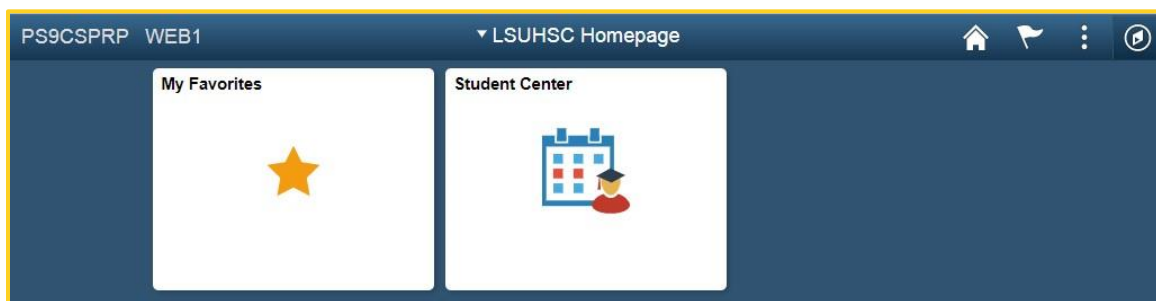 PS9CSPRP WEB1 LSUHSC Homepage
My Favorites Student Center